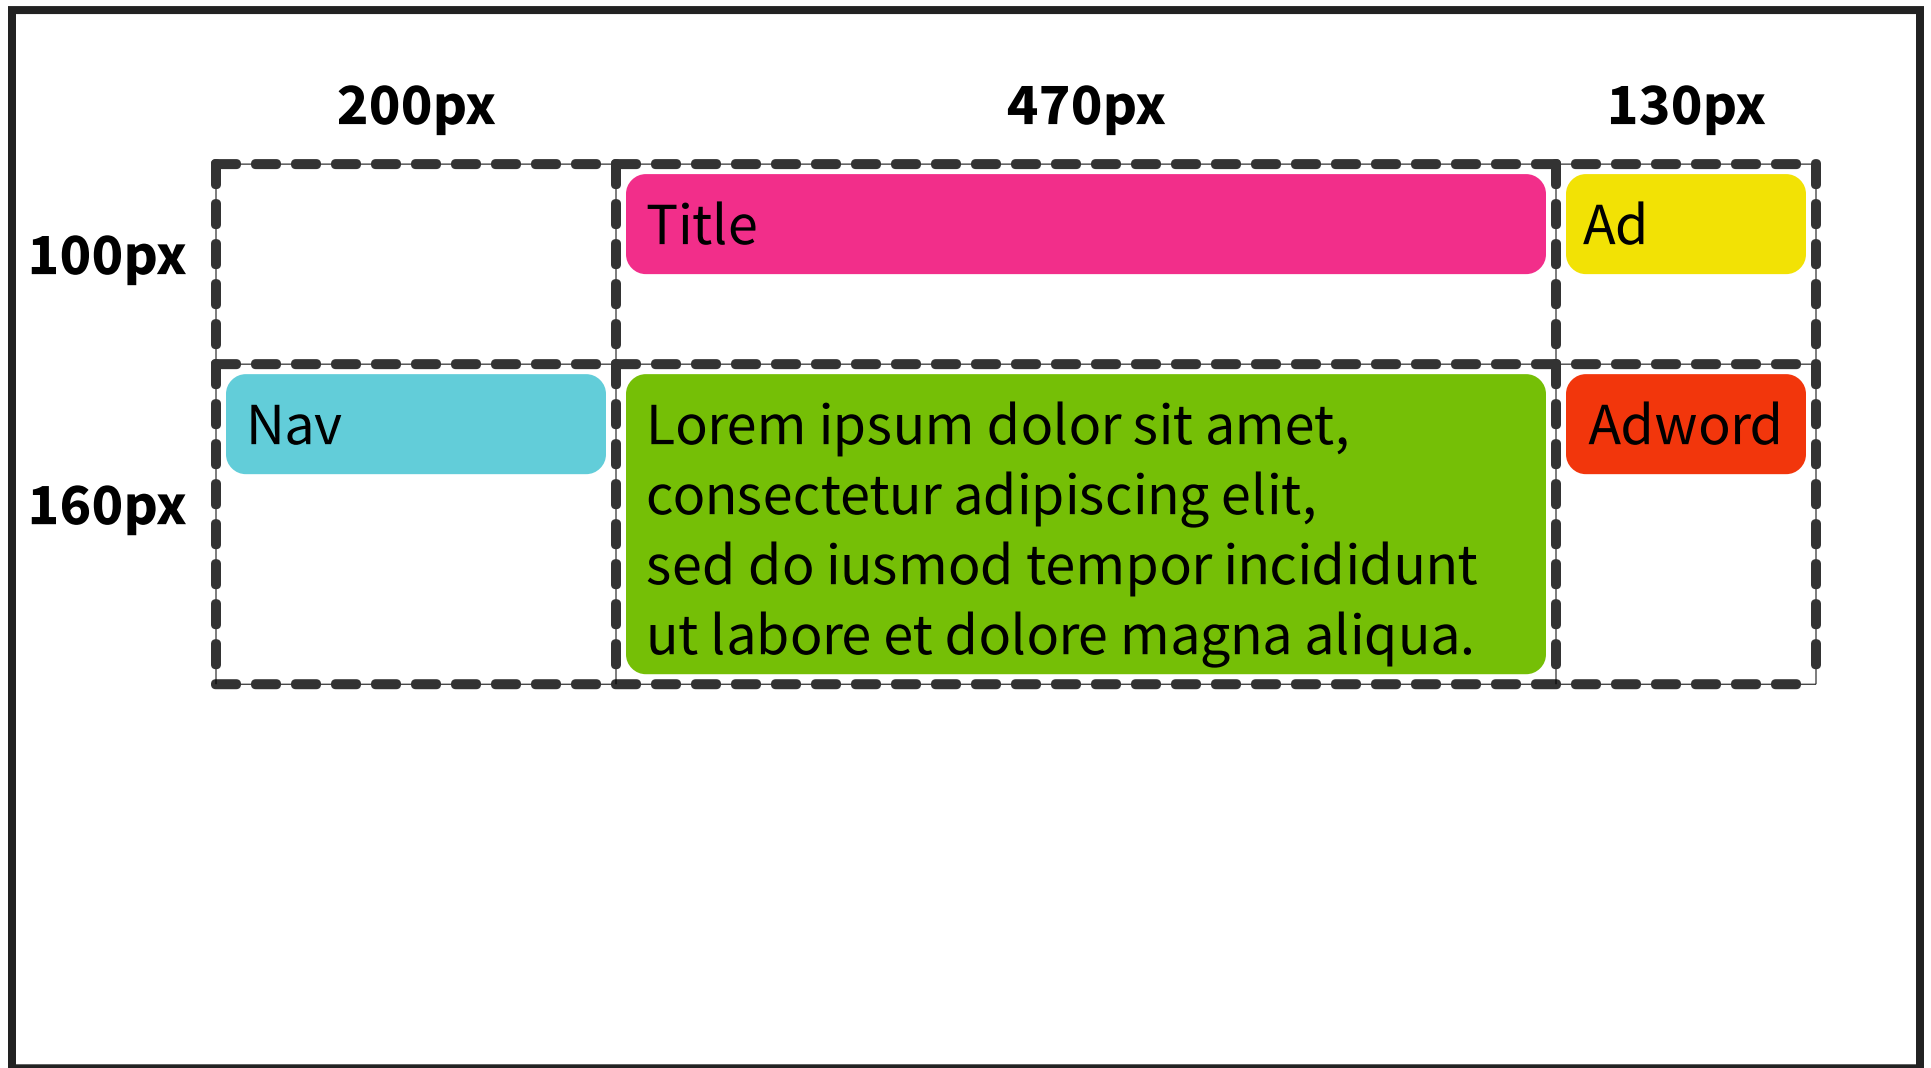 200px 470px 130px
100px
Title
Ad
160px
Nav
Lorem ipsum dolor sit amet,
consectetur adipiscing elit,
sed do iusmod tempor incididunt
ut labore et dolore magna aliqua.
Adword